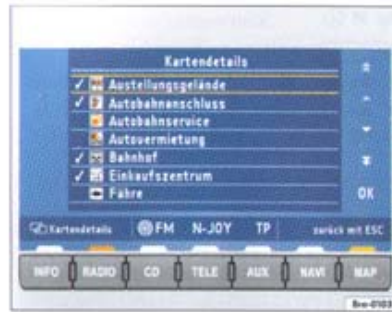 Kartendetails
✓ Austellungsgelände
✓ Autobahnanschluss
Autobahnservice
Autovermietung
✓ Bahnhof
✓ Einkaufszentrum
Fähre
OK
Kartendetails FM N-JOY TP zurück mit ESC
INFO RADIO CD TELE AUX NAVI MAP